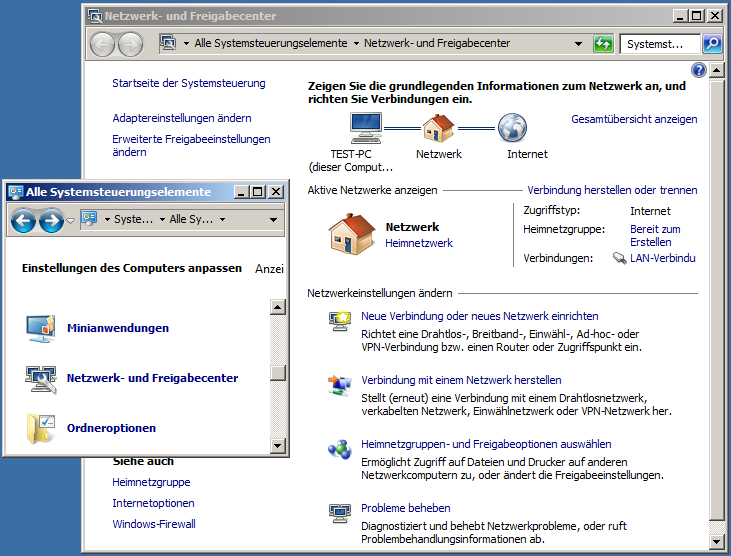 Netzwerk- und Freigabecenter
Alle Systemsteuerungselemente
Netzwerk- und Freigabecenter
Systemst...
Startseite der Systemsteuerung
Adaptereinstellungen ändern
Erweiterte Freigabeeinstellungen
ändern
Zeigen Sie die grundlegenden Informationen zum Netzwerk an, und
richten Sie Verbindungen ein.
Gesamtübersicht anzeigen
TEST-PC
(dieser Comput...
Netzwerk
Internet
Aktive Netzwerke anzeigen
Verbindung herstellen oder trennen
Netzwerk
Heimnetzwerk
Zugriffstyp: Internet
Heimnetzgruppe: Bereit zum
Erstellen
Verbindungen: LAN-Verbindu
Netzwerkeinstellungen ändern
Neue Verbindung oder neues Netzwerk einrichten
Richtet eine Drahtlos-, Breitband-, Einwähl-, Ad-hoc- oder
VPN-Verbindung bzw. einen Router oder Zugriffspunkt ein.
Verbindung mit einem Netzwerk herstellen
Stellt (erneut) eine Verbindung mit einem Drahtlosnetzwerk,
verkabelten Netzwerk, Einwählnetzwerk oder VPN-Netzwerk her.
Heimnetzgruppen- und Freigabeoptionen auswählen
Ermöglicht Zugriff auf Dateien und Drucker auf anderen
Netzwerkcomputern zu, oder ändert die Freigabeeinstellungen.
Probleme beheben
Diagnostiziert und behebt Netzwerkprobleme, oder ruft
Problembehandlungsinformationen ab.
Alle Systemsteuerungselemente
Syste...
Alle Sy...
Einstellungen des Computers anpassen
Anzei
Minianwendungen
Netzwerk- und Freigabecenter
Ordneroptionen
Siehe auch
Heimnetzgruppe
Internetoptionen
Windows-Firewall